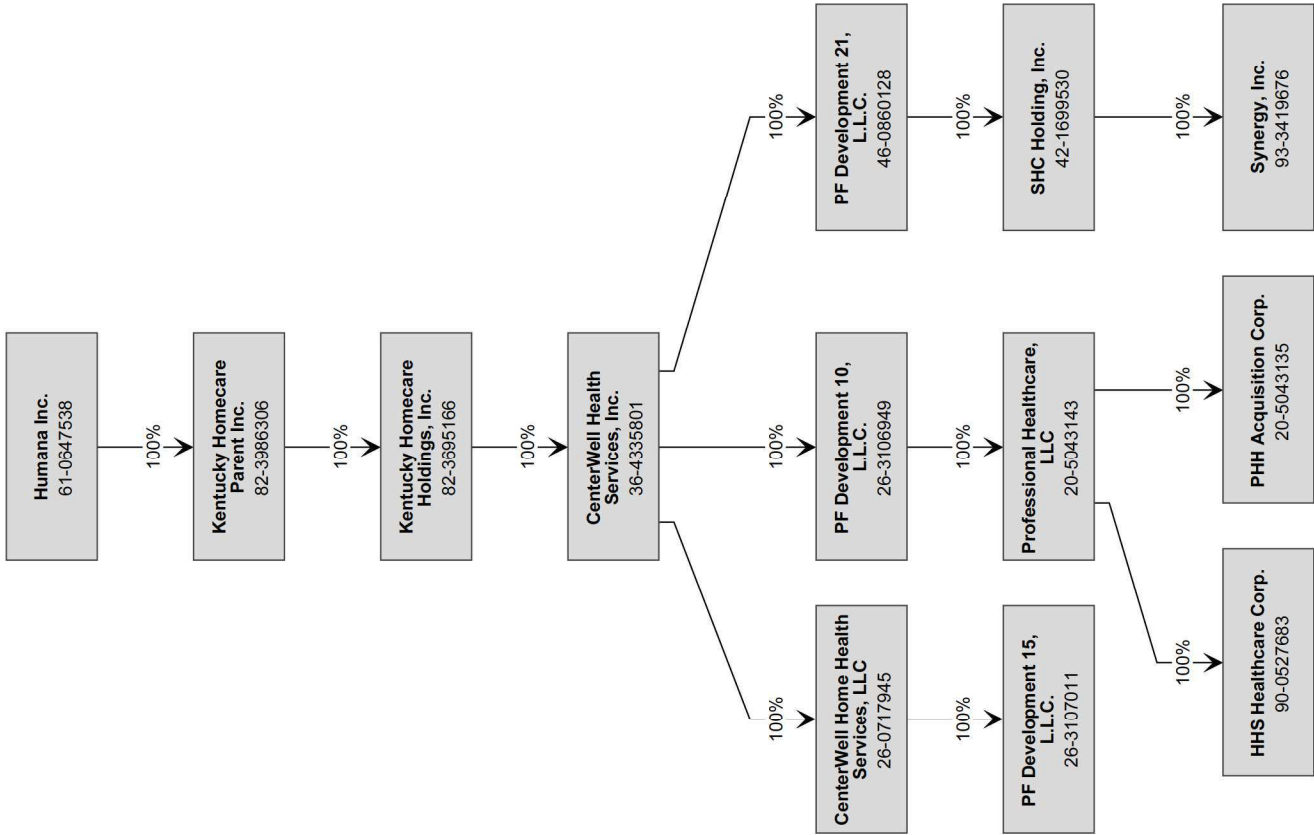 Humana Inc.
61-0647538
100%
Kentucky Homecare
Parent Inc.
82-3986306
100%
Kentucky Homecare
Holdings, Inc.
82-3695166
100%
CenterWell Health
Services, Inc.
36-4335801
100%
100%
100%
CenterWell Home Health
Services, LLC
26-0717945
PF Development 10,
L.L.C.
26-3106949
PF Development 21,
L.L.C.
46-0860128
100%
100%
100%
PF Development 15,
L.L.C.
26-3107011
Professional Healthcare,
LLC
20-5043143
SHC Holding, Inc.
42-1699530
100%
100%
100%
HHS Healthcare Corp.
90-0527683
PHH Acquisition Corp.
20-5043135
Synergy, Inc.
93-3419676